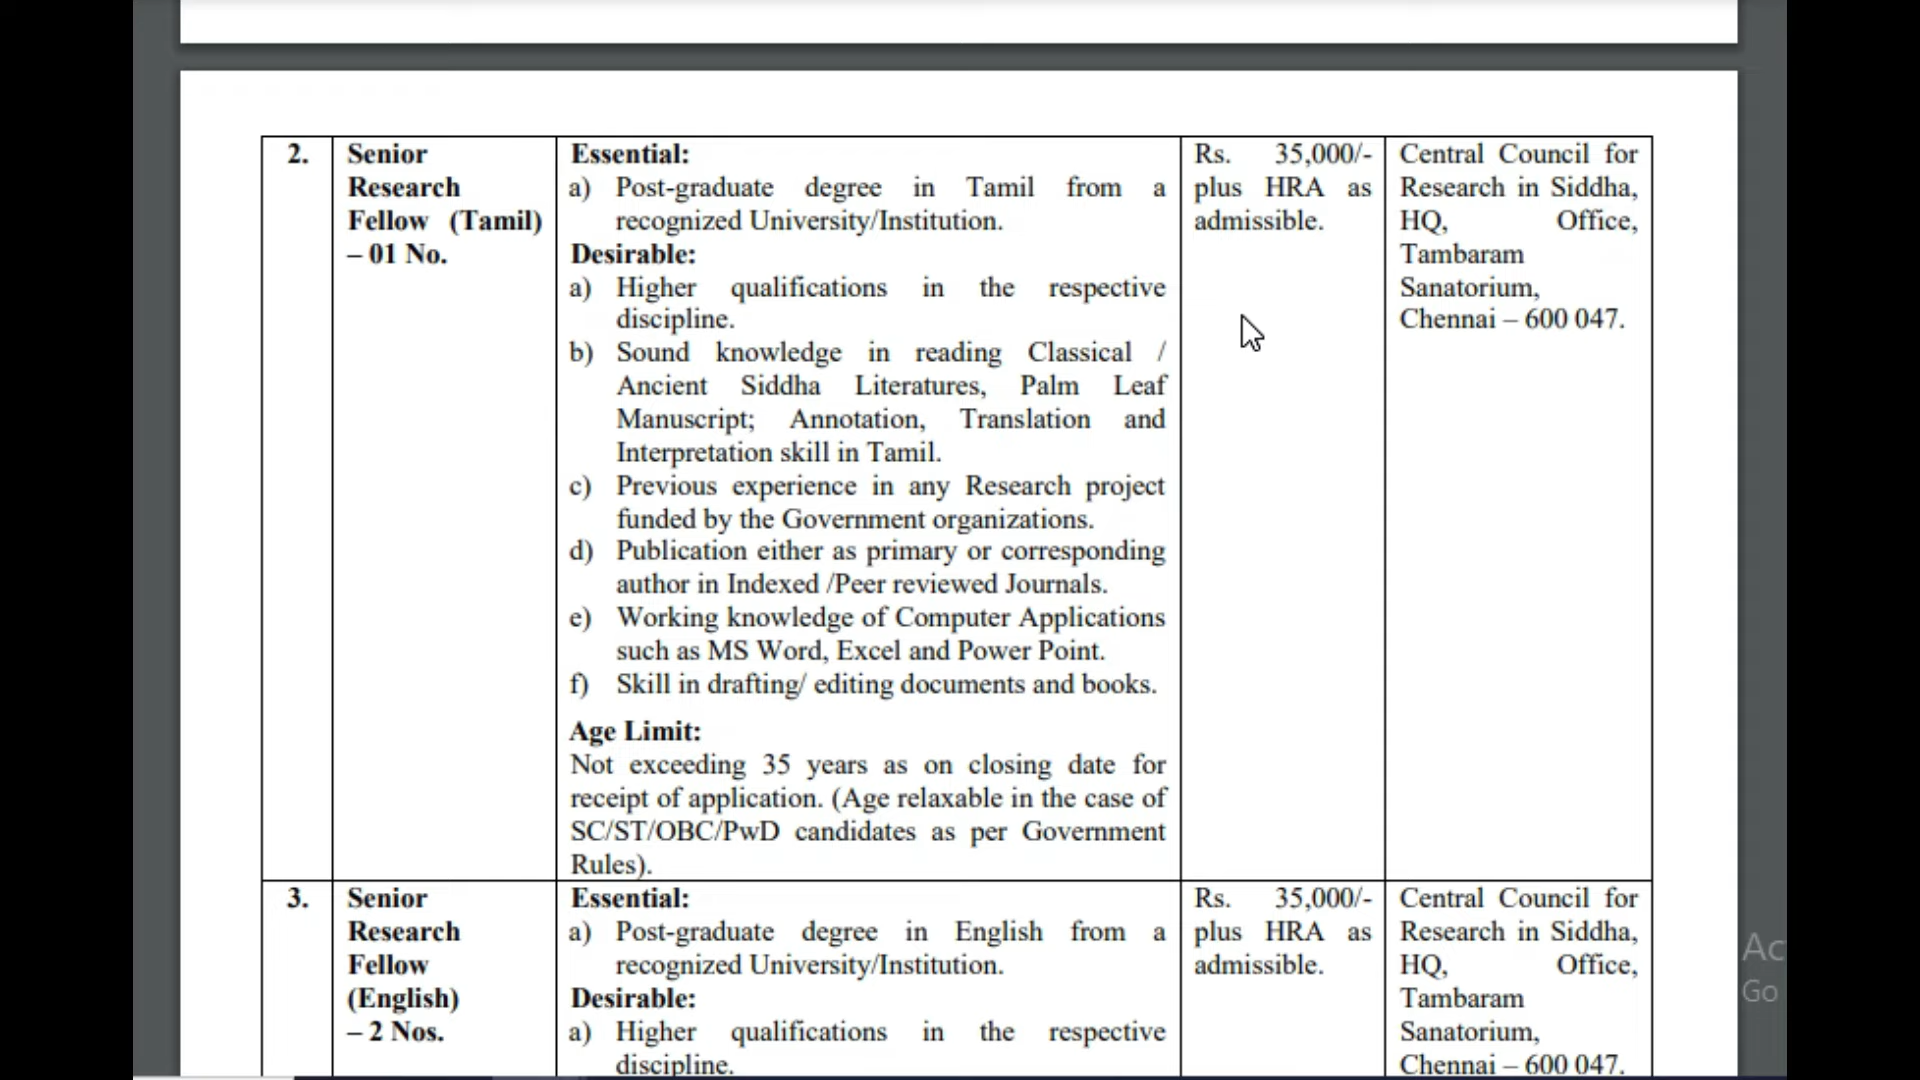 2.
Senior
Research
Fellow (Tamil)
– 01 No.
Essential:
a) Post-graduate degree in Tamil from a
recognized University/Institution.
Desirable:
a) Higher qualifications in the respective
discipline.
b) Sound knowledge in reading Classical /
Ancient Siddha Literatures, Palm Leaf
Manuscript; Annotation, Translation and
Interpretation skill in Tamil.
c) Previous experience in any Research project
funded by the Government organizations.
d) Publication either as primary or corresponding
author in Indexed /Peer reviewed Journals.
e) Working knowledge of Computer Applications
such as MS Word, Excel and Power Point.
f) Skill in drafting/ editing documents and books.
Age Limit:
Not exceeding 35 years as on closing date for
receipt of application. (Age relaxable in the case of
SC/ST/OBC/PwD candidates as per Government
Rules).
Rs. 35,000/-
plus HRA as
admissible.
Central Council for
Research in Siddha,
HQ, Office,
Tambaram
Sanatorium,
Chennai – 600 047.
3.
Senior
Research
Fellow
(English)
– 2 Nos.
Essential:
a) Post-graduate degree in English from a
recognized University/Institution.
Desirable:
a) Higher qualifications in the respective
discipline.
Rs. 35,000/-
plus HRA as
admissible.
Central Council for
Research in Siddha,
HQ, Office,
Tambaram
Sanatorium,
Chennai – 600 047.
Ac
Go